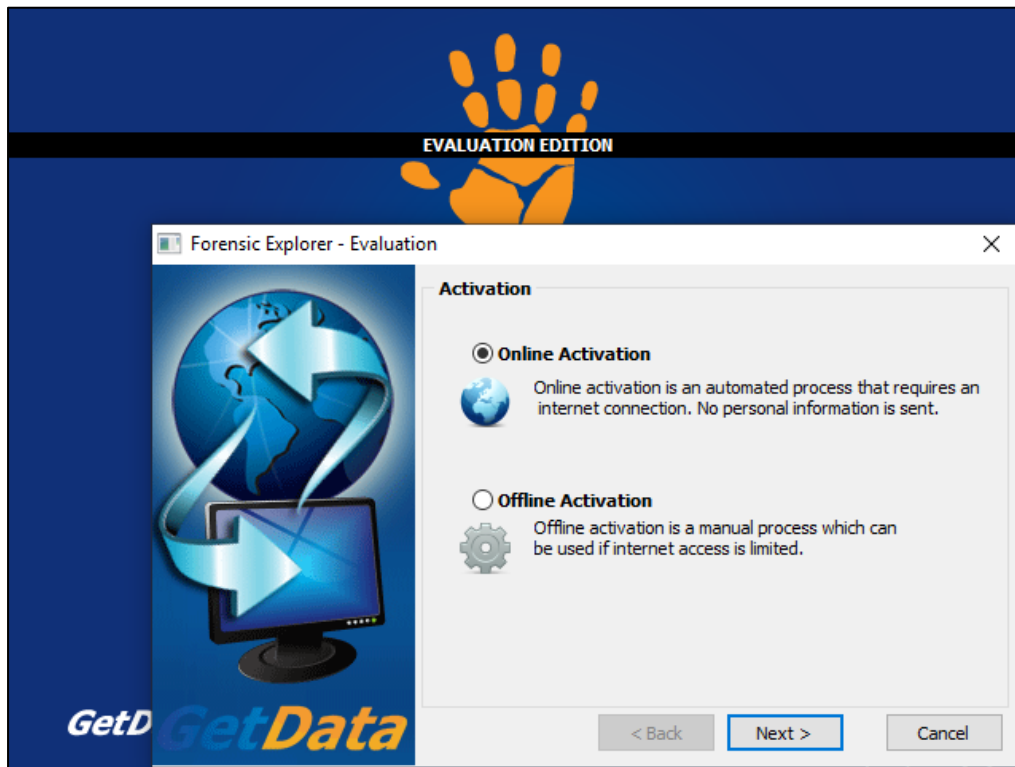 EVALUATION EDITION
Forensic Explorer - Evaluation
Activation
Online Activation
Online activation is an automated process that requires an
internet connection. No personal information is sent.
Offline Activation
Offline activation is a manual process which can
be used if internet access is limited.
GetD
GetData
< Back
Next >
Cancel